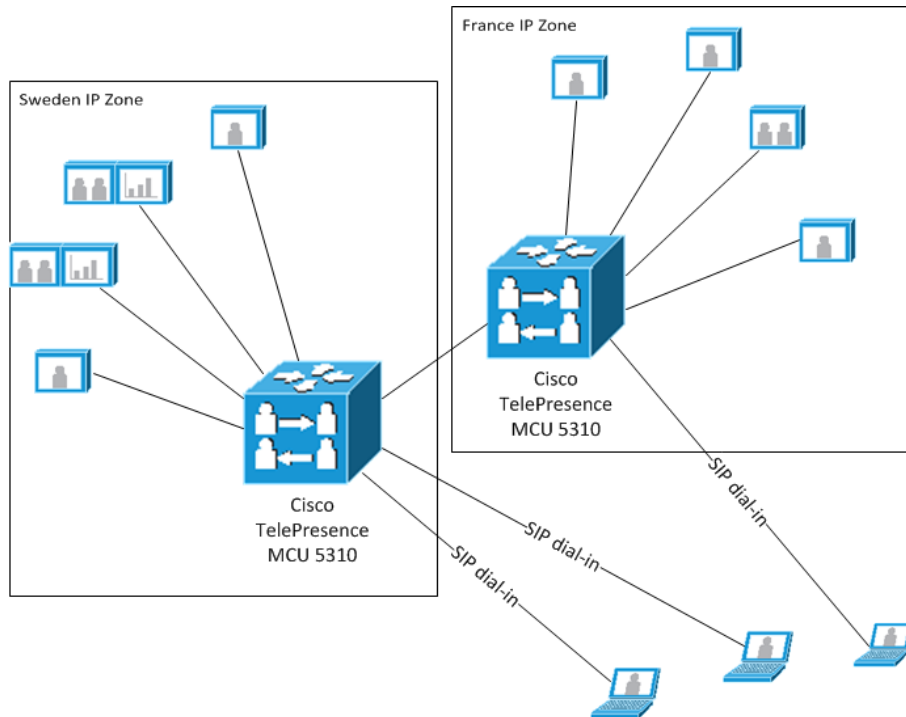 France IP Zone
Sweden IP Zone
Cisco
TelePresence
MCU 5310
Cisco
TelePresence
MCU 5310
SIP dial-in
SIP dial-in
SIP dial-in